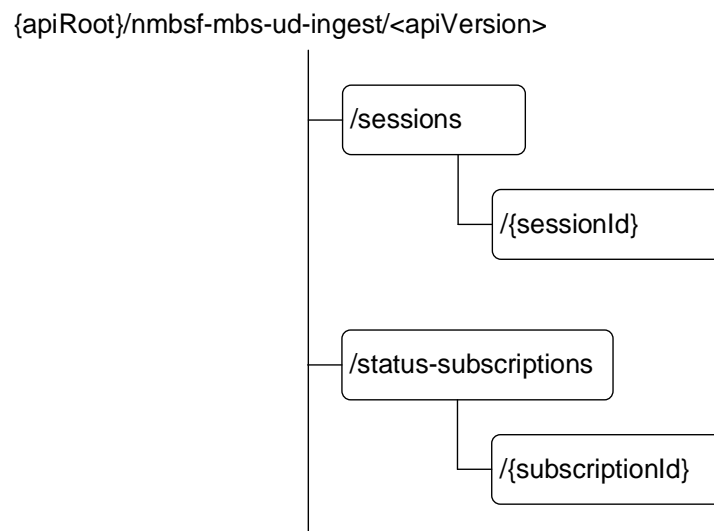 {apiRoot}/nmbsf-mbs-ud-ingest/<apiVersion>
/sessions
/{sessionId}
/status-subscriptions
/{subscriptionId}